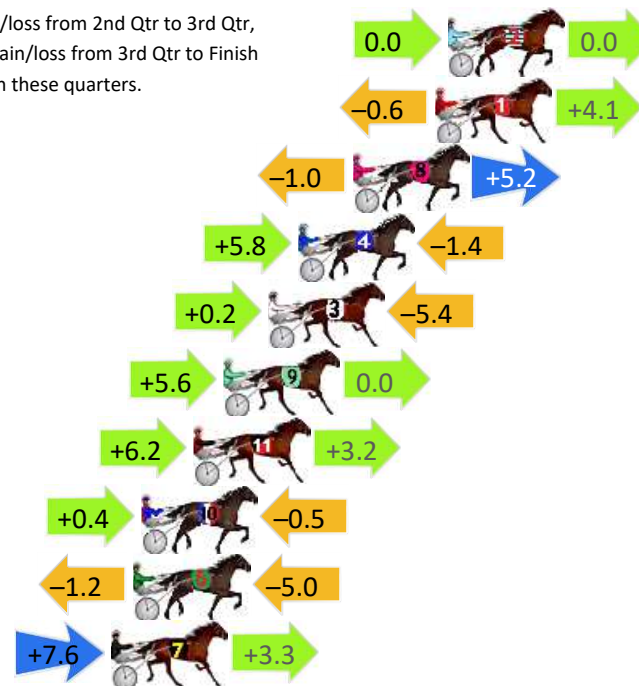 /loss from 2nd Qtr to 3rd Qtr,
ain/loss from 3rd Qtr to Finish
n these quarters.
0.0 2 0.0
–0.6 1 +4.1
–1.0 8 +5.2
+5.8 4 –1.4
+0.2 3 –5.4
+5.6 9 0.0
+6.2 11 +3.2
+0.4 10 –0.5
–1.2 –5.0
+7.6 7 +3.3